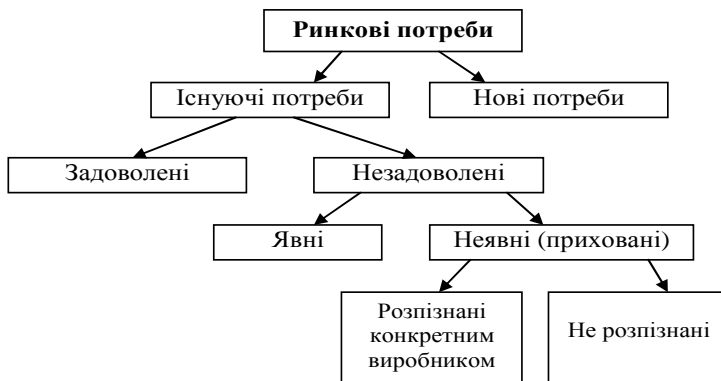 Ринкові потреби
Існуючі потреби
Нові потреби
Задоволені
Незадоволені
Явні
Неявні (приховані)
Розпізнані
конкретним
виробником
Не розпізнані